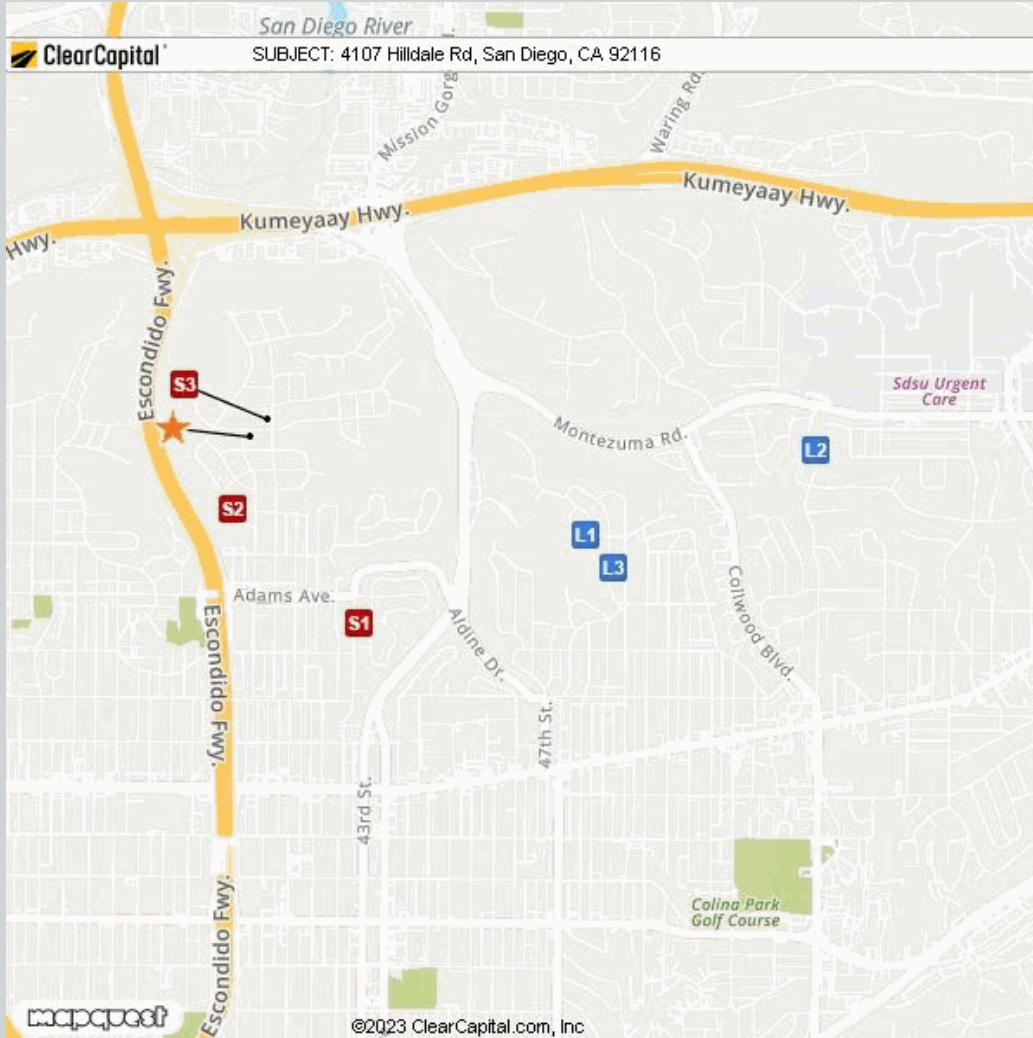 San Diego River
ClearCapital
SUBJECT: 4107 Hilldale Rd, San Diego, CA 92116
Mission Gorg
Waring Rd.
Kumeyaay Hwy.
Kumeyaay Hwy.
Hwy.
Escondido Fwy.
S3
Sdsu Urgent
Care
Montezuma Rd.
L2
S2
L1
L3
Adams Ave.
S1
Escondido Fwy.
Aldine Dr.
Collwood Blvd.
47th St.
43rd St.
Escondido Fwy.
Colina Park
Golf Course
mapquest
©2023 ClearCapital.com, Inc